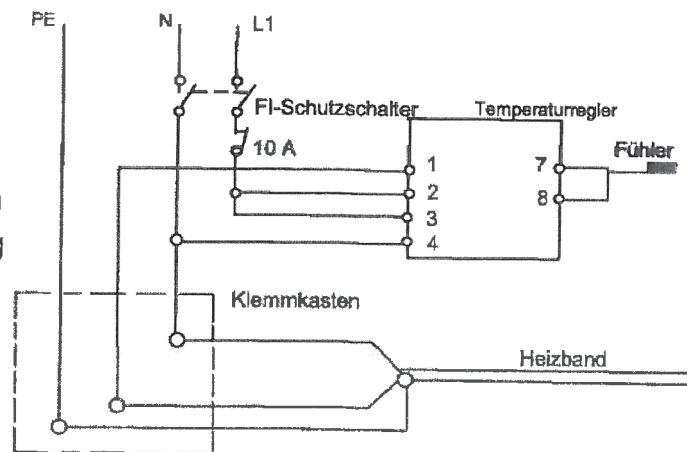 PE N L1
FI-Schutzschalter
Temperaturregler
10 A
Fühler
1 7
2
8
3
4
Klemmkasten
Heizband